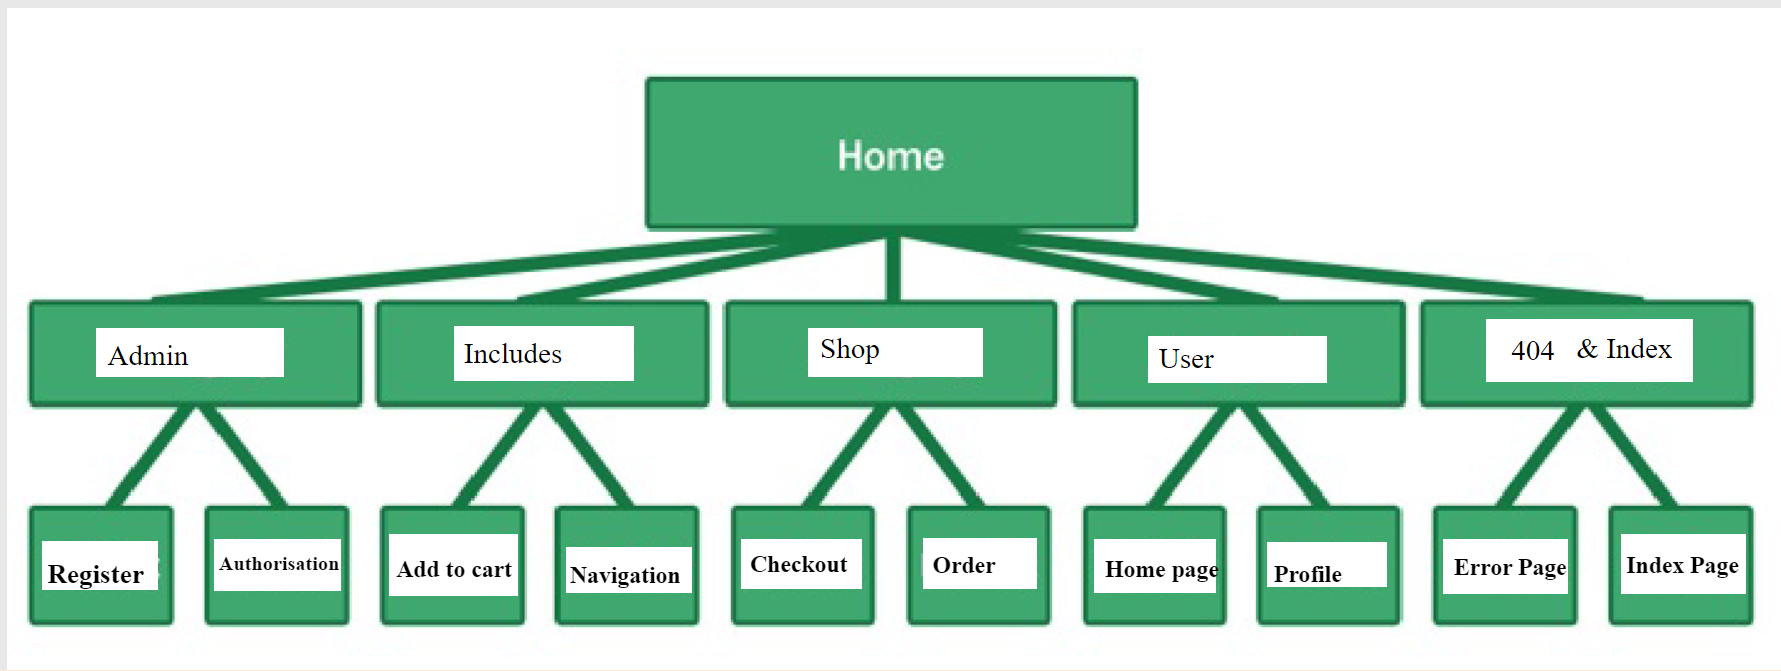 Home
Admin
Includes
Shop
User
404 & Index
Register
Authorisation
Add to cart
Navigation
Checkout
Order
Home page
Profile
Error Page
Index Page